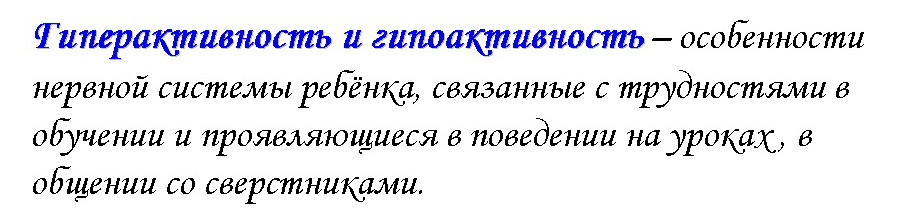 Гиперактивность и гипоактивность – особенности
нервной системы ребёнка, связанные с трудностями в
обучении и проявляющиеся в поведении на уроках , в
общении со сверстниками.